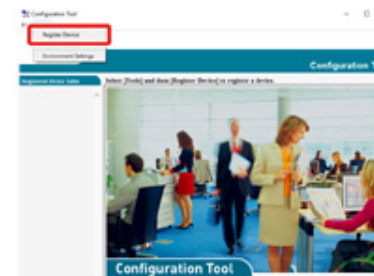 Configuration Tool
Register Device
Environment Settings
Configuration T
Registered Device Table
Select [Tools] and then [Register Device] to register a device.
Configuration Tool